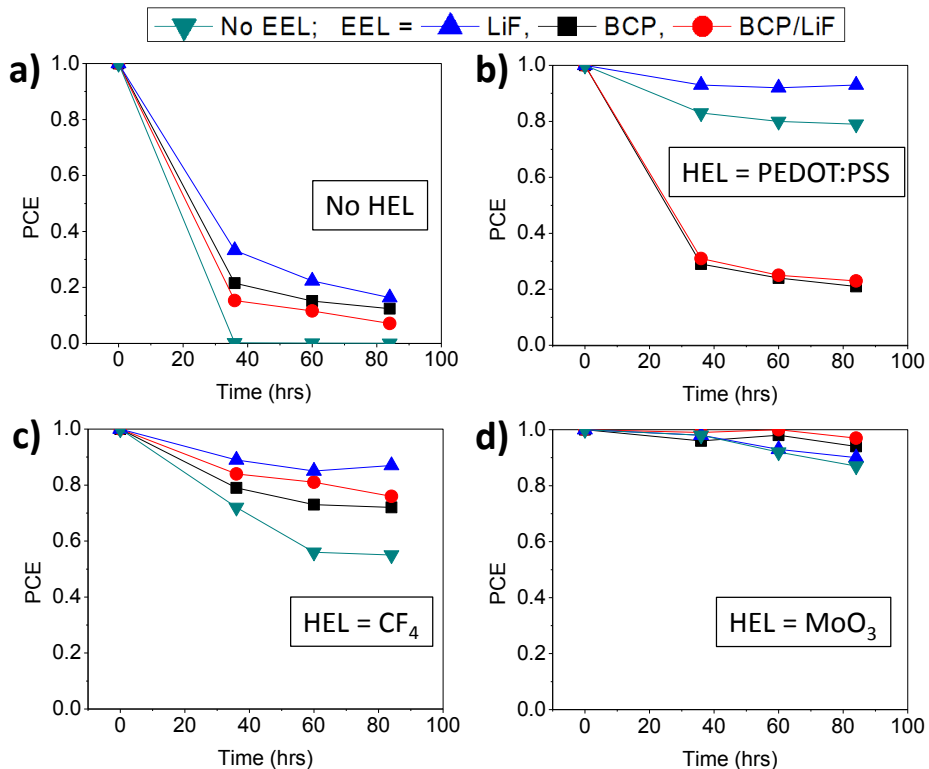 No EEL; EEL = LiF, BCP, BCP/LiF
a)
1.0
0.8
0.6
0.4
0.2
0.0
PCE
No HEL
0 20 40 60 80 100
Time (hrs)
b)
1.0
0.8
0.6
0.4
0.2
0.0
PCE
HEL = PEDOT:PSS
0 20 40 60 80 100
Time (hrs)
c)
1.0
0.8
0.6
0.4
0.2
0.0
PCE
HEL = CF₄
0 20 40 60 80 100
Time (hrs)
d)
1.0
0.8
0.6
0.4
0.2
0.0
PCE
HEL = MoO₃
0 20 40 60 80 100
Time (hrs)